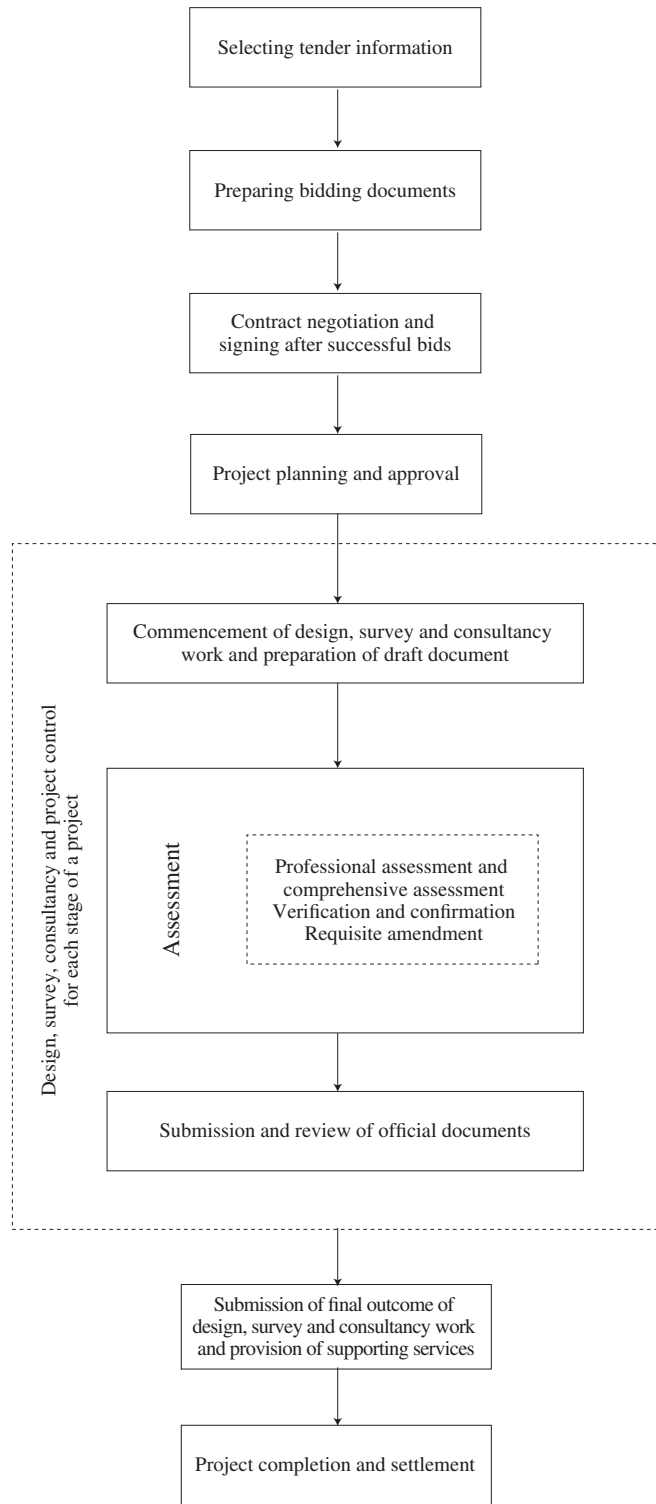 Selecting tender information
Preparing bidding documents
Contract negotiation and
signing after successful bids
Project planning and approval
Design, survey, consultancy and project control
for each stage of a project
Commencement of design, survey and consultancy
work and preparation of draft document
Assessment
Professional assessment and
comprehensive assessment
Verification and confirmation
Requisite amendment
Submission and review of official documents
Submission of final outcome of
design, survey and consultancy work
and provision of supporting services
Project completion and settlement